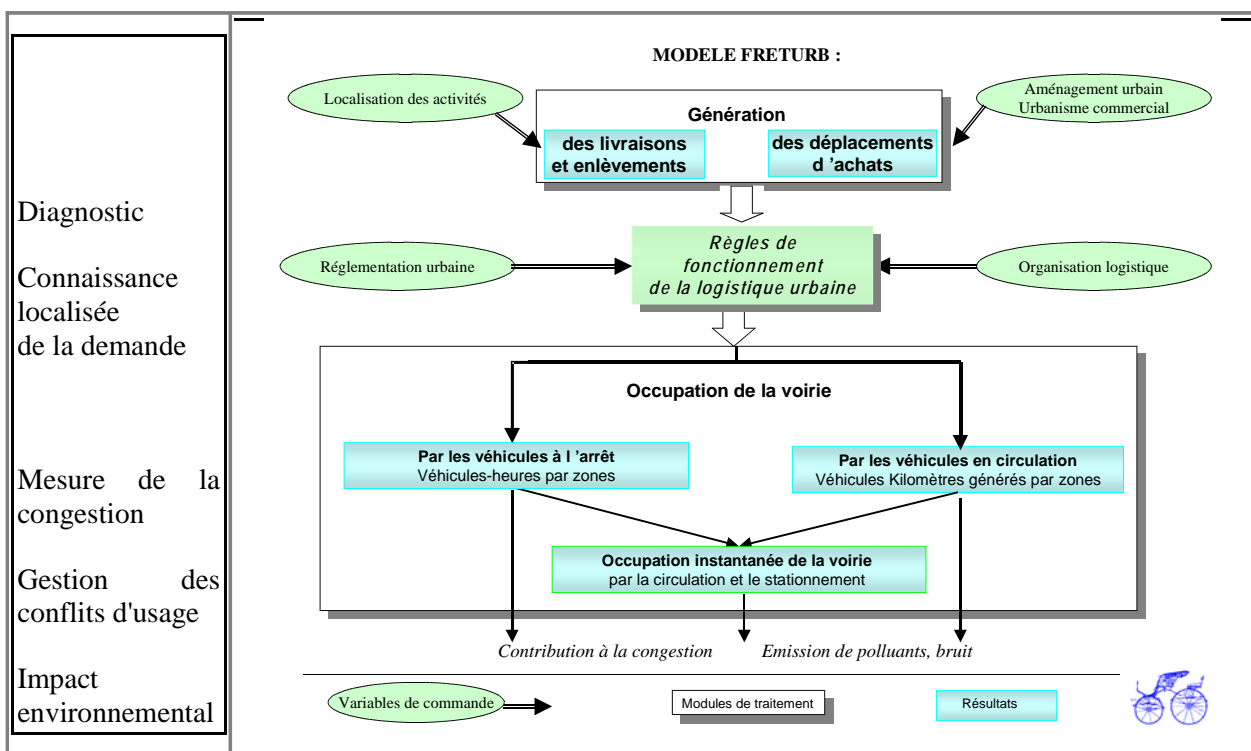 Diagnostic
Connaissance
localisée
de la demande
Mesure de la
congestion
Gestion des
conflits d'usage
Impact
environnemental
MODELE FRETURB :
Localisation des activités
Aménagement urbain
Urbanisme commercial
Génération
des livraisons
et enlèvements
des déplacements
d 'achats
Réglementation urbaine
Règles de
fonctionnement
de la logistique urbaine
Organisation logistique
Occupation de la voirie
Par les véhicules à l 'arrêt
Véhicules-heures par zones
Par les véhicules en circulation
Véhicules Kilomètres générés par zones
Occupation instantanée de la voirie
par la circulation et le stationnement
Contribution à la congestion
Emission de polluants, bruit
Variables de commande
Modules de traitement
Résultats